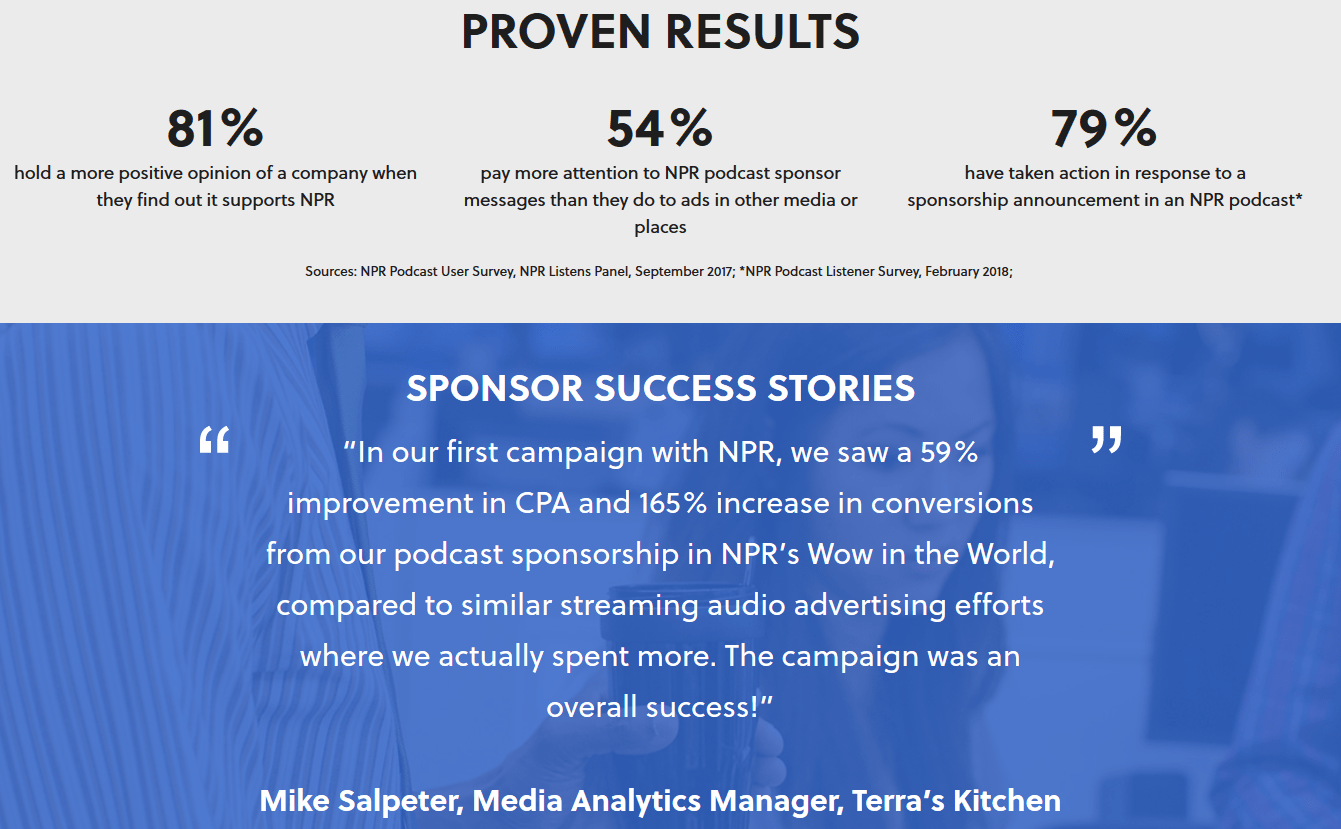 PROVEN RESULTS
81%
hold a more positive opinion of a company when
they find out it supports NPR
54%
pay more attention to NPR podcast sponsor
messages than they do to ads in other media or
places
79%
have taken action in response to a
sponsorship announcement in an NPR podcast*
Sources: NPR Podcast User Survey, NPR Listens Panel, September 2017; *NPR Podcast Listener Survey, February 2018;
SPONSOR SUCCESS STORIES
“ ”
“In our first campaign with NPR, we saw a 59%
improvement in CPA and 165% increase in conversions
from our podcast sponsorship in NPR’s Wow in the World,
compared to similar streaming audio advertising efforts
where we actually spent more. The campaign was an
overall success!”
Mike Salpeter, Media Analytics Manager, Terra’s Kitchen